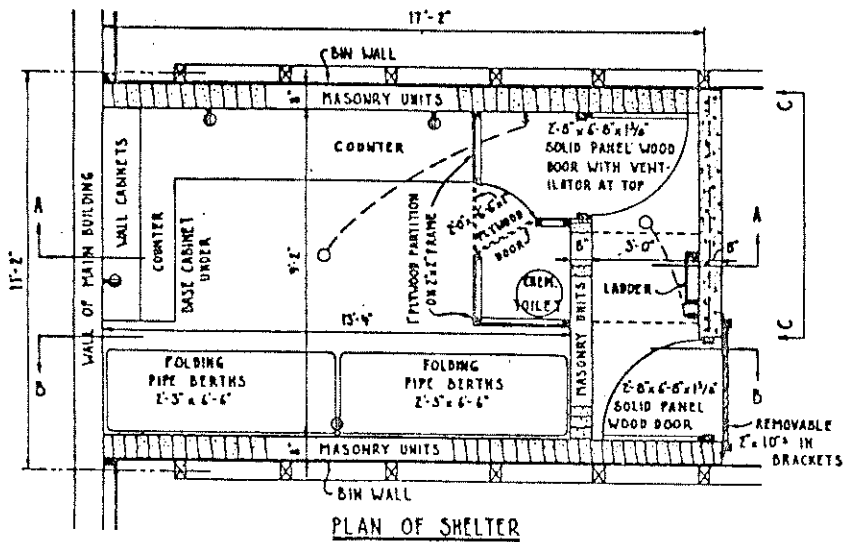 17'-2"
BIN WALL
8"
MASONRY UNITS
C
WALL CABINETS
COUNTER
2'-8" x 6'-8" x 1 3/8"
SOLID PANEL WOOD
DOOR WITH VENT-
ILATOR AT TOP
A
COUNTER
BASE CABINET
UNDER
11'-2"
WALL OF MAIN BUILDING
9'-2"
PLYWOOD PARTITION
ON 2"x2" FRAME
PLYWOOD
DOOR
8"
3'-0"
8"
A
LADDER
CHEM.
TOILET
MASONRY UNITS
13'-4"
C
B
FOLDING
PIPE BERTHS
2'-3" x 6'-6"
FOLDING
PIPE BERTHS
2'-3" x 6'-6"
B
2'-8" x 6'-8" x 1 3/8"
SOLID PANEL
WOOD DOOR
REMOVABLE
2" x 10"s IN
BRACKETS
8"
MASONRY UNITS
BIN WALL
PLAN OF SHELTER